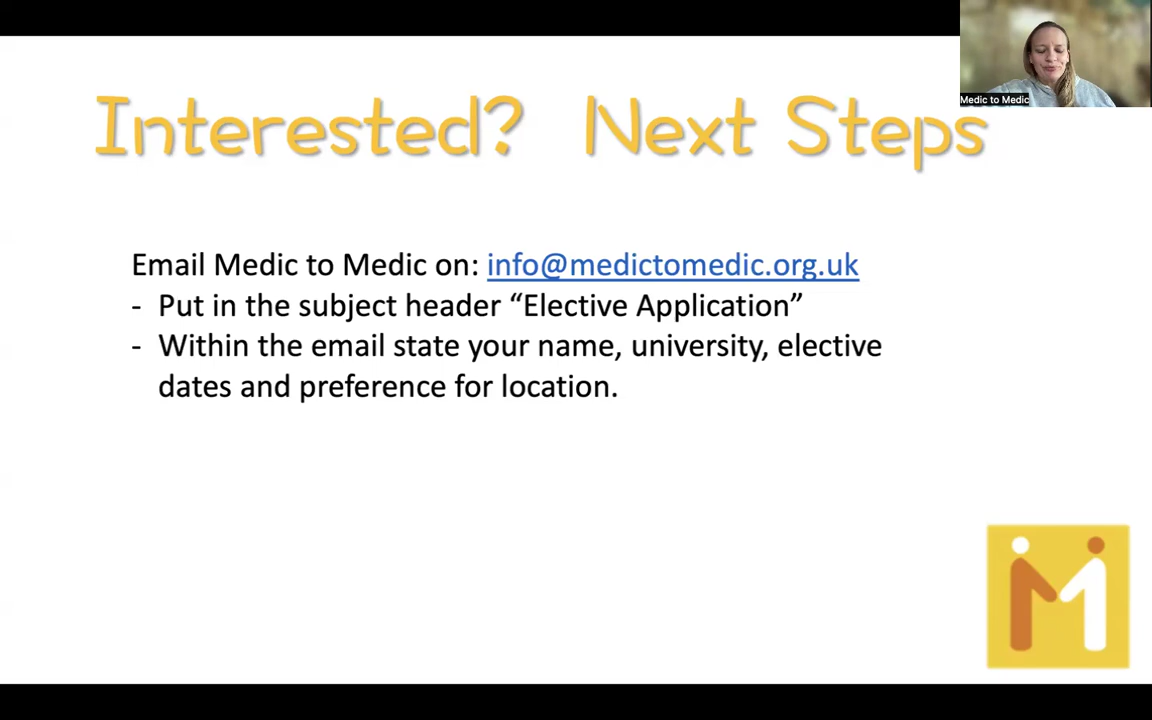 Medic to Medic
Interested? Next Steps
Email Medic to Medic on: info@medictomedic.org.uk
- Put in the subject header “Elective Application”
- Within the email state your name, university, elective
dates and preference for location.